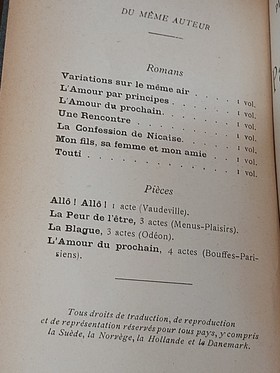 DU MÊME AUTEUR
Romans
Variations sur le même air . . . . 1 vol.
L'Amour par principes . . . . . 1 vol.
L'Amour du prochain. . . . . . 1 vol.
Une Rencontre . . . . . . . 1 vol.
La Confession de Nicaise. . . . . 1 vol.
Mon fils, sa femme et mon amie . . 1 vol.
Touti . . . . . . . . . . 1 vol.
Pièces
Allô! Allô! 1 acte (Vaudeville).
La Peur de l'être, 3 actes (Menus-Plaisirs).
La Blague, 3 actes (Odéon).
L'Amour du prochain, 4 actes (Bouffes-Pari-
siens).
Tous droits de traduction, de reproduction
et de représentation réservés pour tous pays, y compris
la Suède, la Norvège, la Hollande et le Danemark.